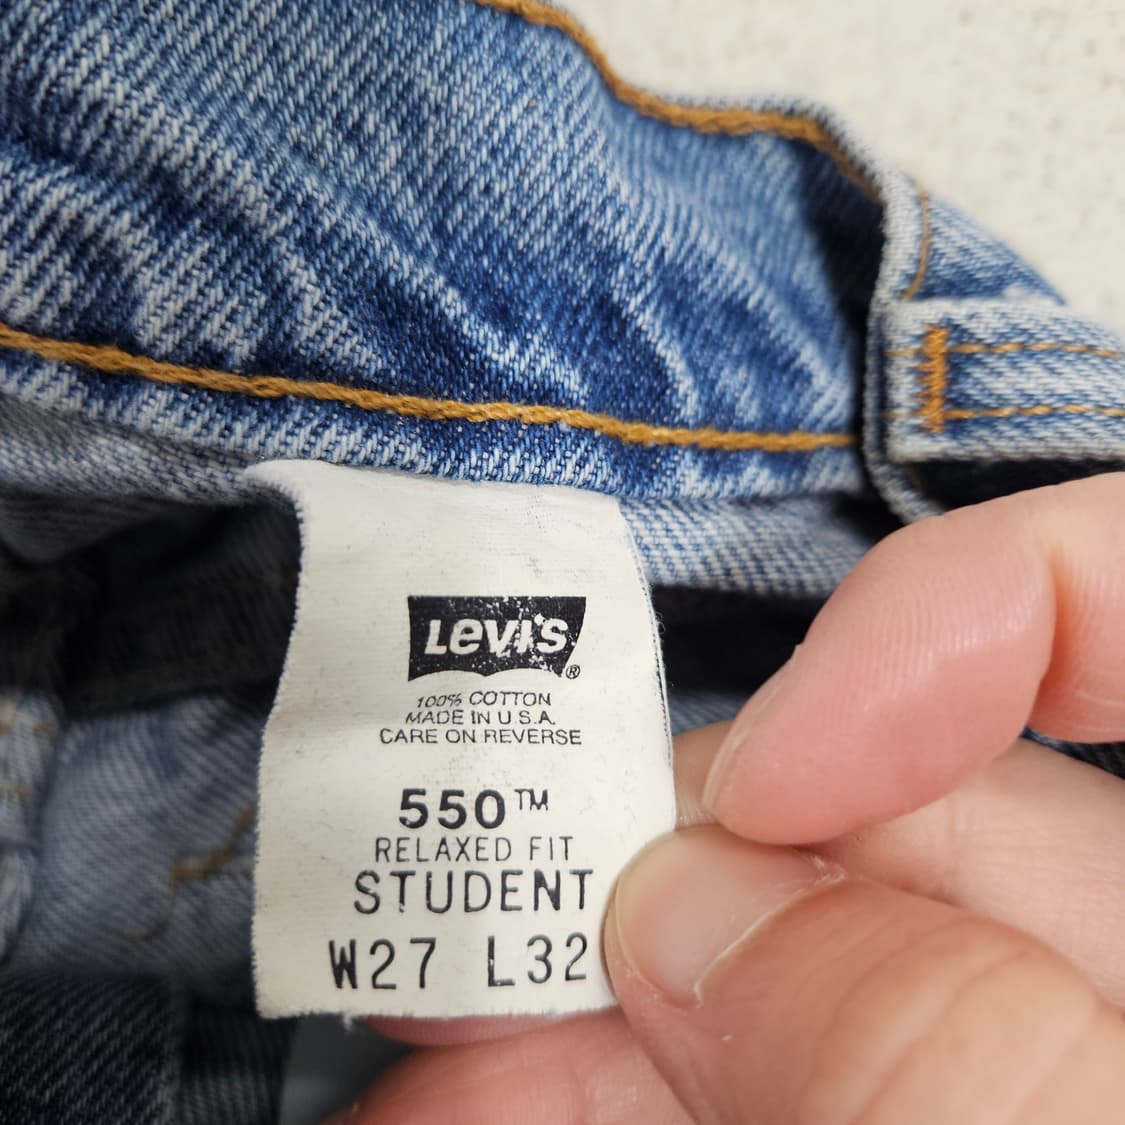 LEVI'S ®
100% COTTON
MADE IN U.S.A.
CARE ON REVERSE
550™
RELAXED FIT
STUDENT
W27 L32